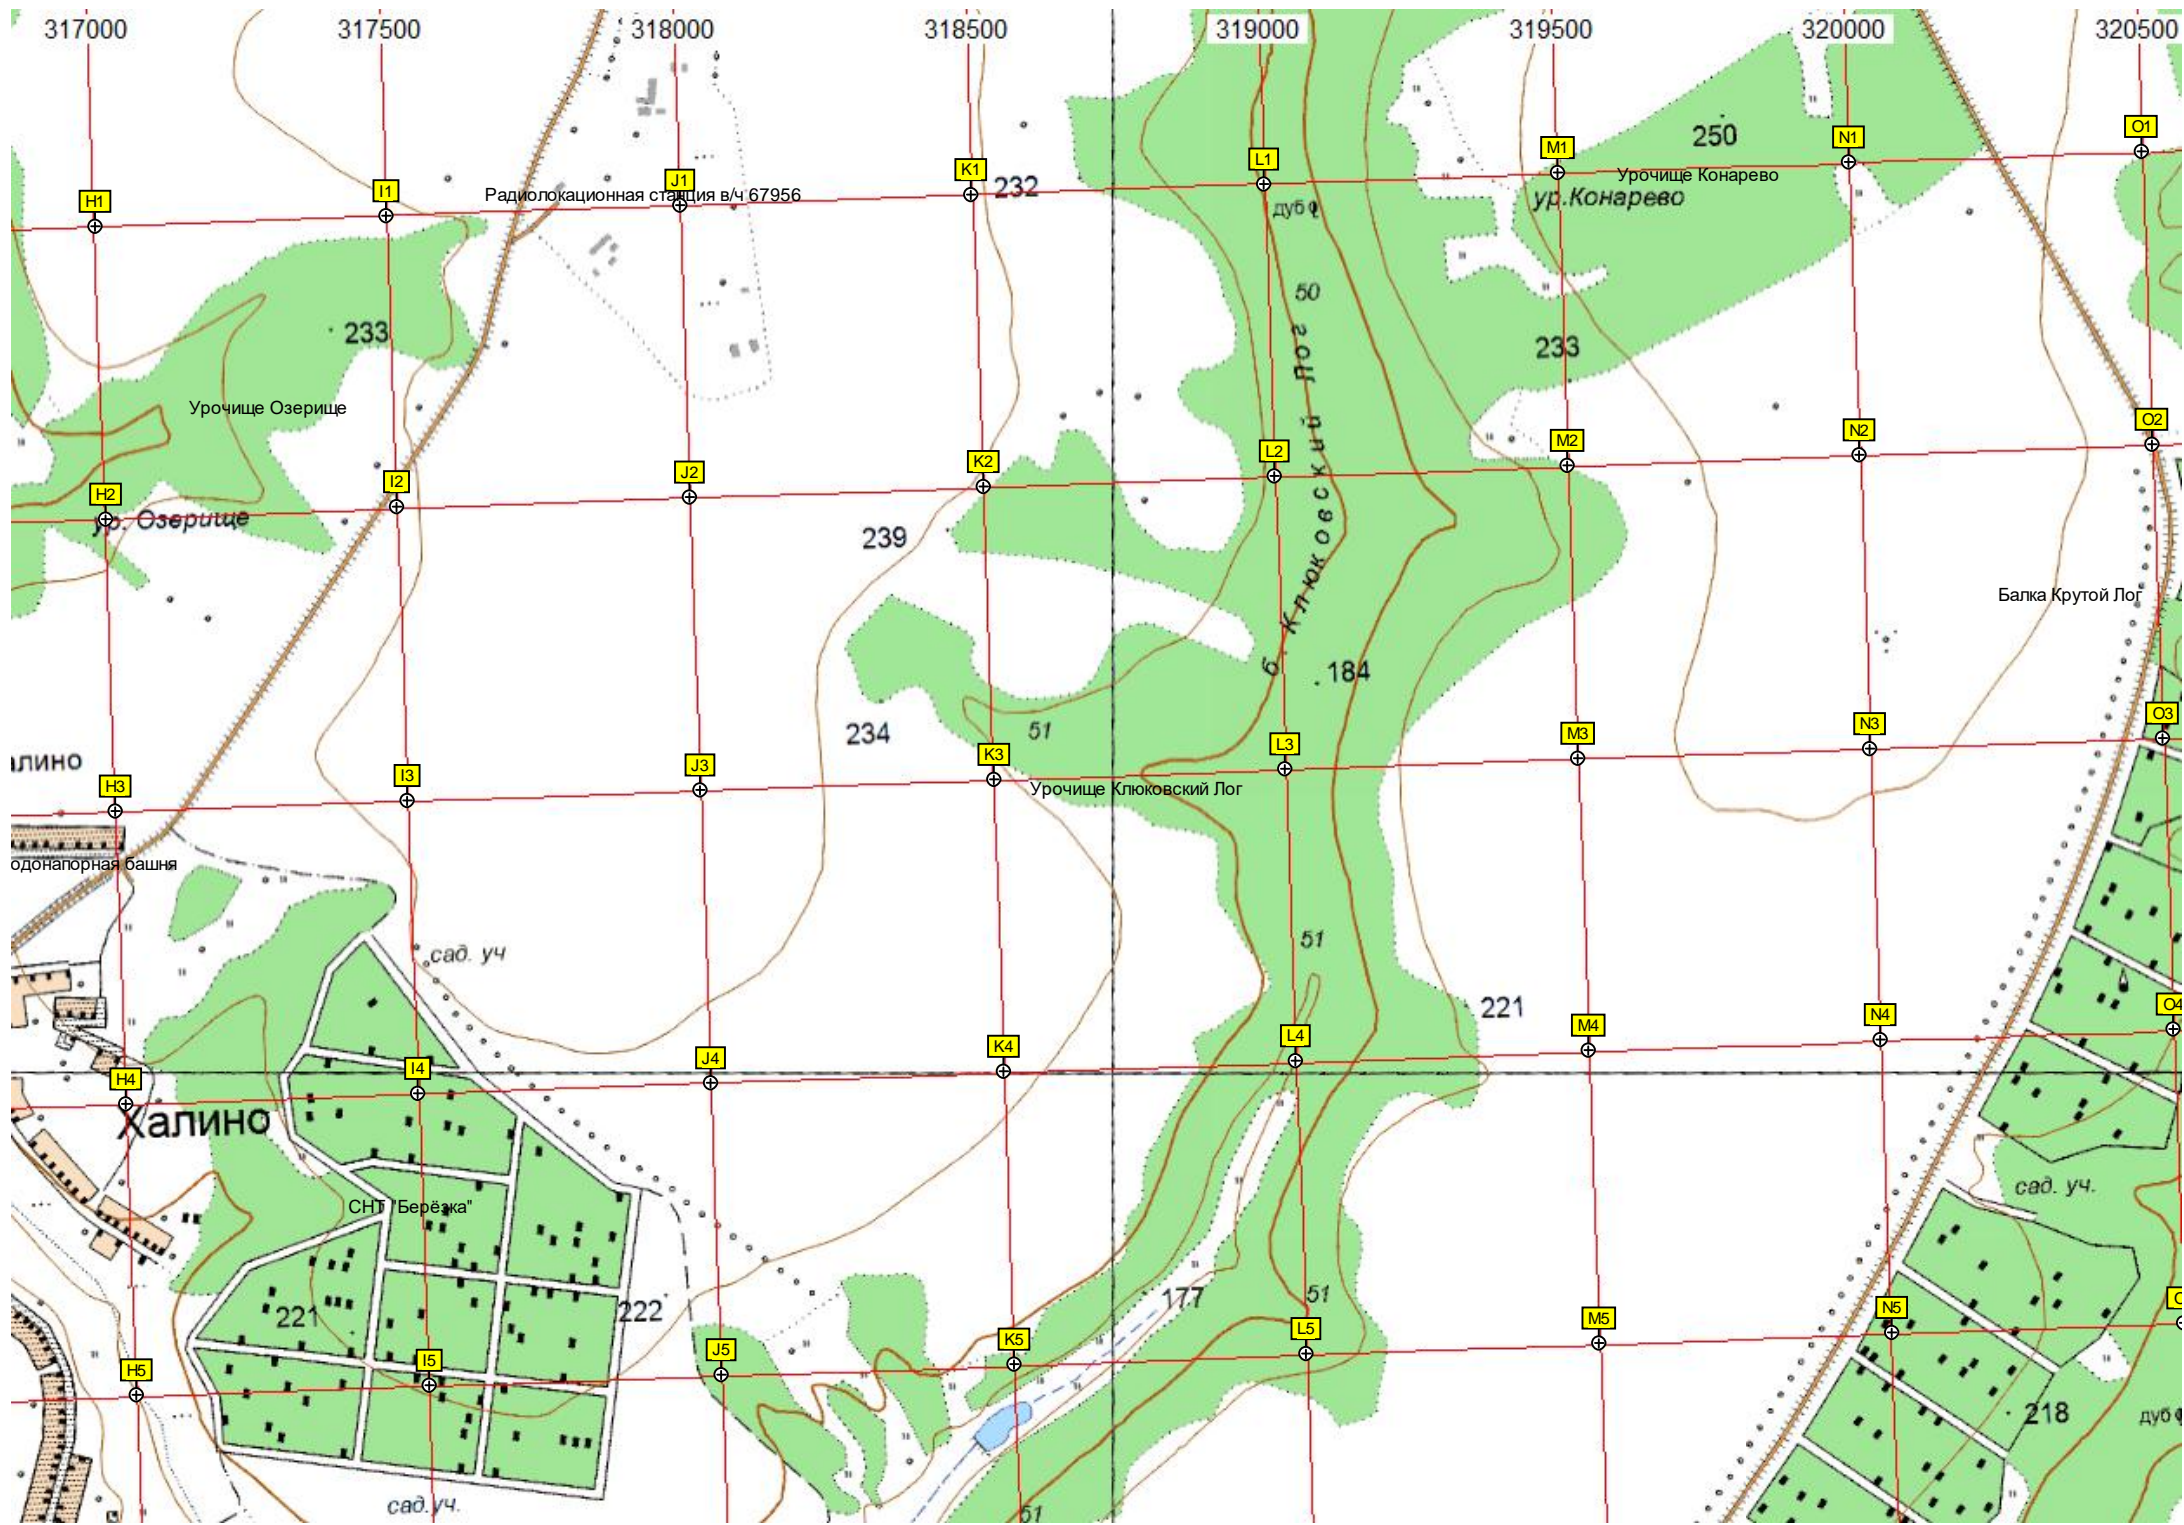 317000 317500 318000 318500 319000 319500 320000 320500
O1
N1
250
M1
L1
K1
J1
I1
H1
Урочище Конарево
232
Радиолокационная станция в/ч 67956
ур.Конарево
дуб
50
233
233
б. Клюковский Лог
Урочище Озерище
O2
N2
M2
L2
K2
J2
I2
H2
ур. Озерище
239
Балка Крутой Лог
184
O3
N3
51
234
M3
L3
K3
J3
I3
H3
алино
Урочище Клюковский Лог
одонапорная башня
51
сад. уч
221
O4
N4
M4
L4
K4
J4
I4
H4
Халино
сад. уч.
СНТ "Берёзка"
51
177
222
221
N5
M5
L5
K5
J5
I5
H5
218
дуб
сад.уч.
51